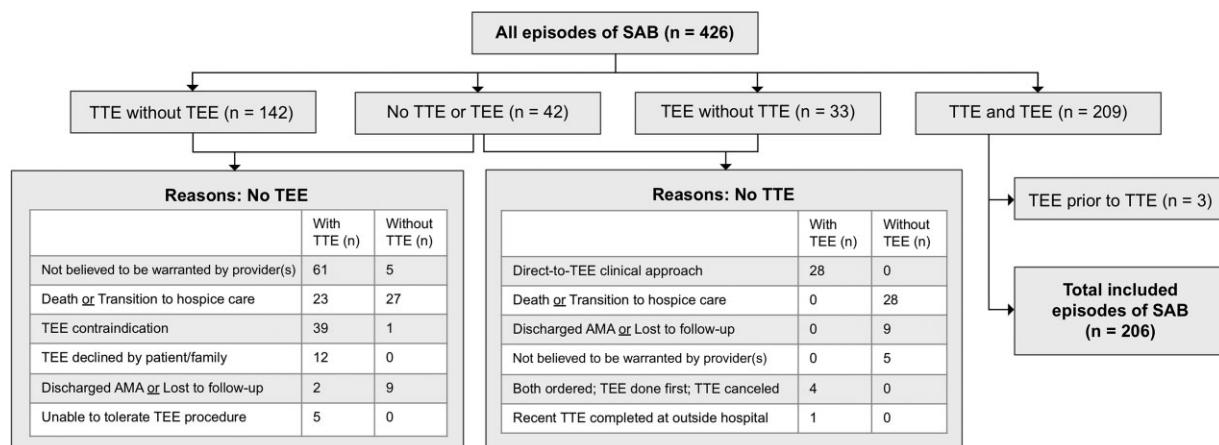 All episodes of SAB (n = 426)
TTE without TEE (n = 142)
No TTE or TEE (n = 42)
TEE without TTE (n = 33)
TTE and TEE (n = 209)
Reasons: No TEE
With TTE (n)
Without TTE (n)
Not believed to be warranted by provider(s) 61 5
Death or Transition to hospice care 23 27
TEE contraindication 39 1
TEE declined by patient/family 12 0
Discharged AMA or Lost to follow-up 2 9
Unable to tolerate TEE procedure 5 0
Reasons: No TTE
With TEE (n)
Without TEE (n)
Direct-to-TEE clinical approach 28 0
Death or Transition to hospice care 0 28
Discharged AMA or Lost to follow-up 0 9
Not believed to be warranted by provider(s) 0 5
Both ordered; TEE done first; TTE canceled 4 0
Recent TTE completed at outside hospital 1 0
TEE prior to TTE (n = 3)
Total included
episodes of SAB
(n = 206)